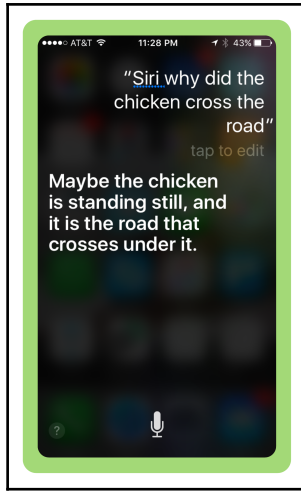 AT&T 11:28 PM 43%
"Siri why did the
chicken cross the
road"
tap to edit
Maybe the chicken
is standing still, and
it is the road that
crosses under it.
?